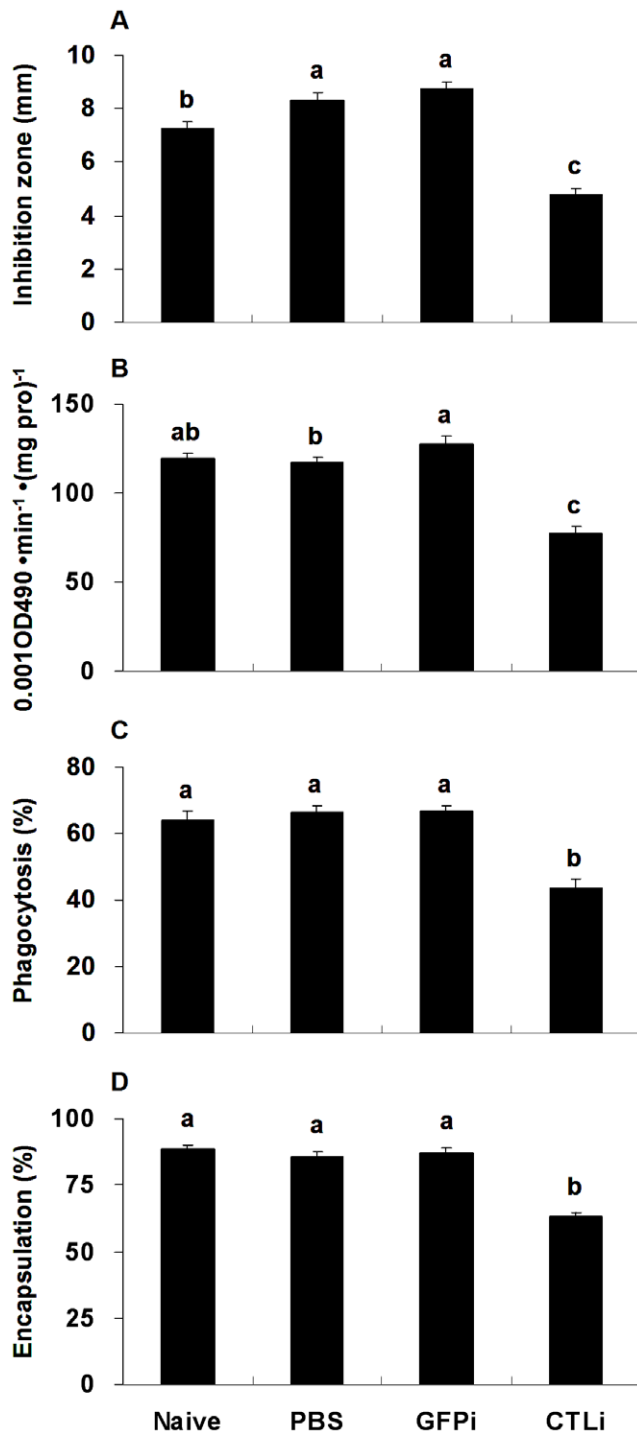 A
Inhibition zone (mm)
10
8
6
4
2
0
b
a
a
c
B
0.001OD490 •min⁻¹ •(mg pro)⁻¹
150
100
50
0
ab
b
a
c
C
Phagocytosis (%)
80
60
40
20
0
a
a
a
b
D
Encapsulation (%)
100
75
50
25
0
a
a
a
b
Naive PBS GFPi CTLi